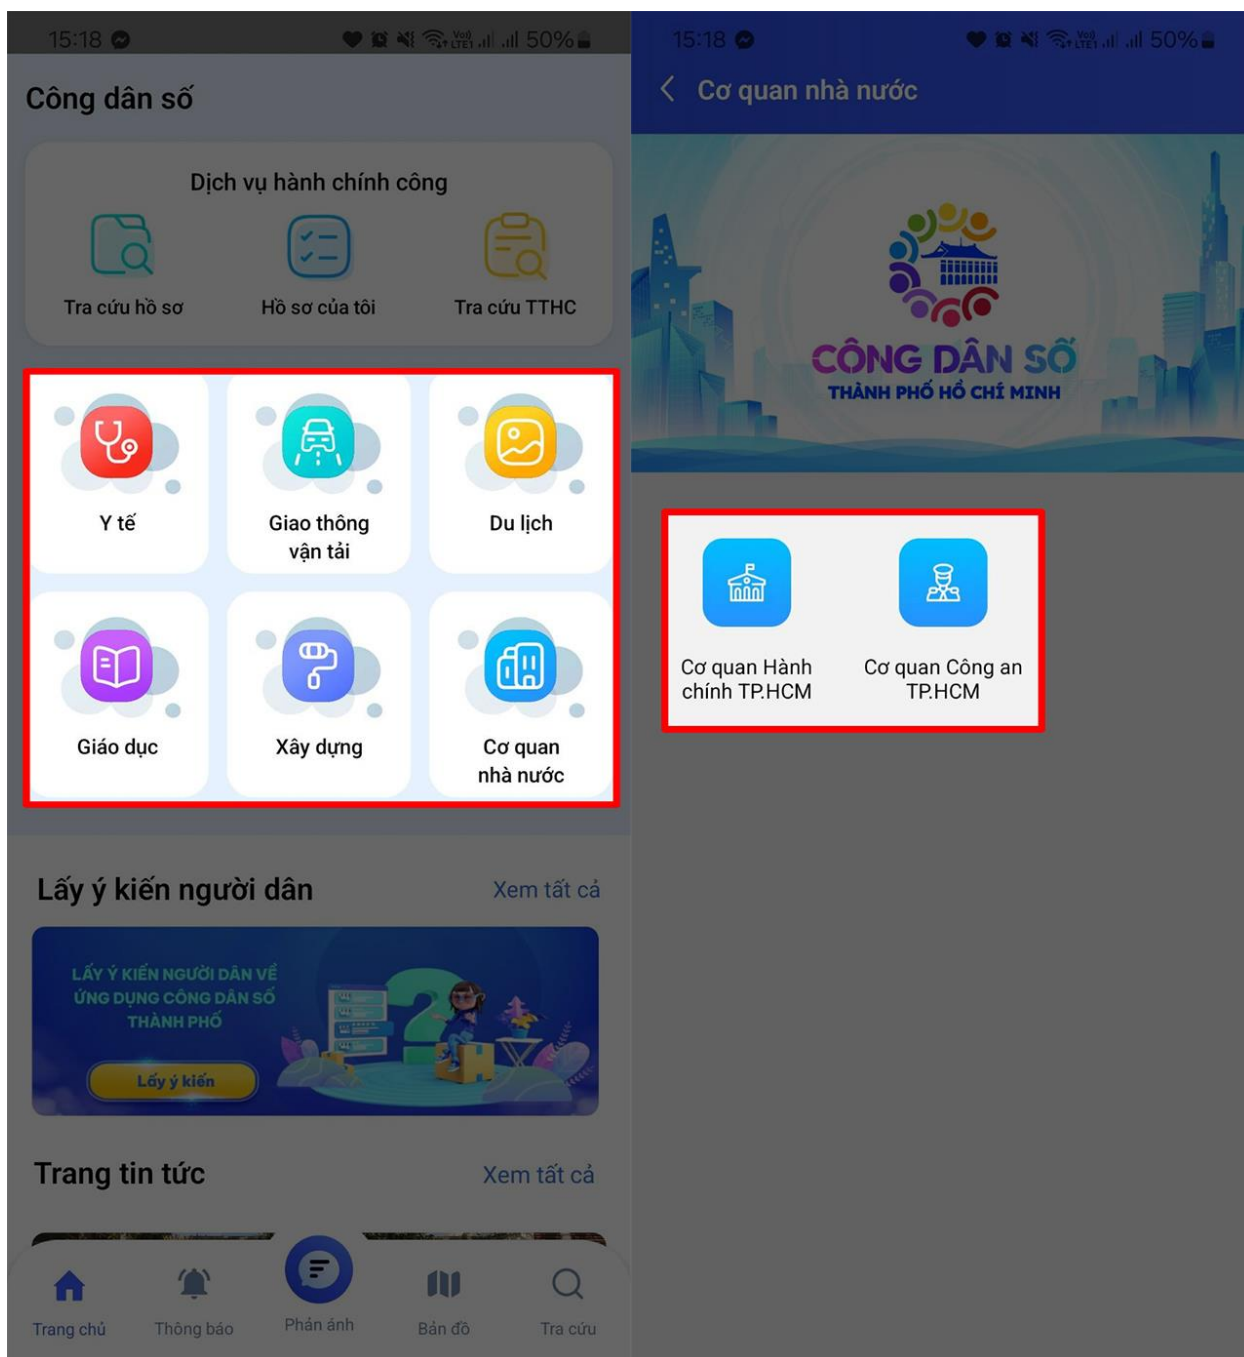 15:18
50%
Công dân số
Dịch vụ hành chính công
Tra cứu hồ sơ
Hồ sơ của tôi
Tra cứu TTHC
Y tế
Giao thông
vận tải
Du lịch
Giáo dục
Xây dựng
Cơ quan
nhà nước
Lấy ý kiến người dân
Xem tất cả
LẤY Ý KIẾN NGƯỜI DÂN VỀ
ỨNG DỤNG CÔNG DÂN SỐ
THÀNH PHỐ
Lấy ý kiến
Trang tin tức
Xem tất cả
Trang chủ
Thông báo
Phản ánh
Bản đồ
Tra cứu
15:18
50%
Cơ quan nhà nước
CÔNG DÂN SỐ
THÀNH PHỐ HỒ CHÍ MINH
Cơ quan Hành
chính TP.HCM
Cơ quan Công an
TP.HCM